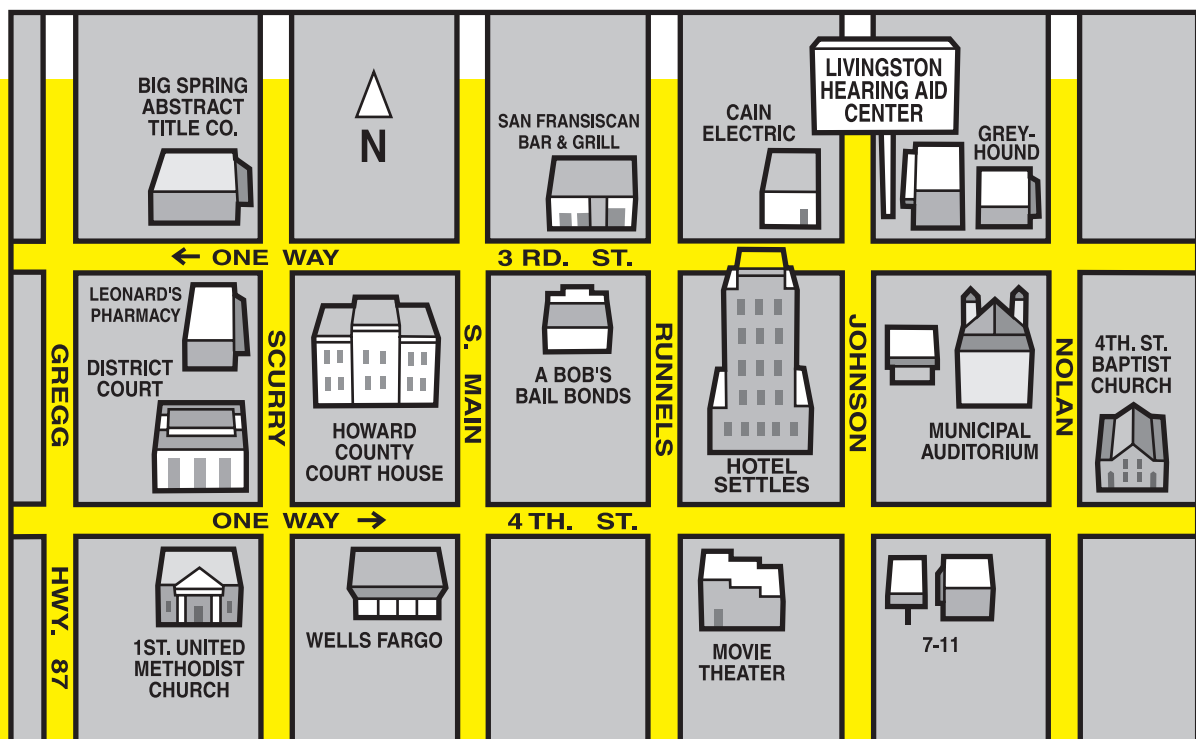 BIG SPRING
ABSTRACT
TITLE CO.
N
SAN FRANSISCAN
BAR & GRILL
CAIN
ELECTRIC
LIVINGSTON
HEARING AID
CENTER
GREY-
HOUND
← ONE WAY
3 RD. ST.
LEONARD'S
PHARMACY
DISTRICT
COURT
GREGG
SCURRY
HOWARD
COUNTY
COURT HOUSE
S. MAIN
A BOB'S
BAIL BONDS
RUNNELS
HOTEL
SETTLES
JOHNSON
MUNICIPAL
AUDITORIUM
NOLAN
4TH. ST.
BAPTIST
CHURCH
ONE WAY →
4 TH. ST.
HWY. 87
1ST. UNITED
METHODIST
CHURCH
WELLS FARGO
MOVIE
THEATER
7-11